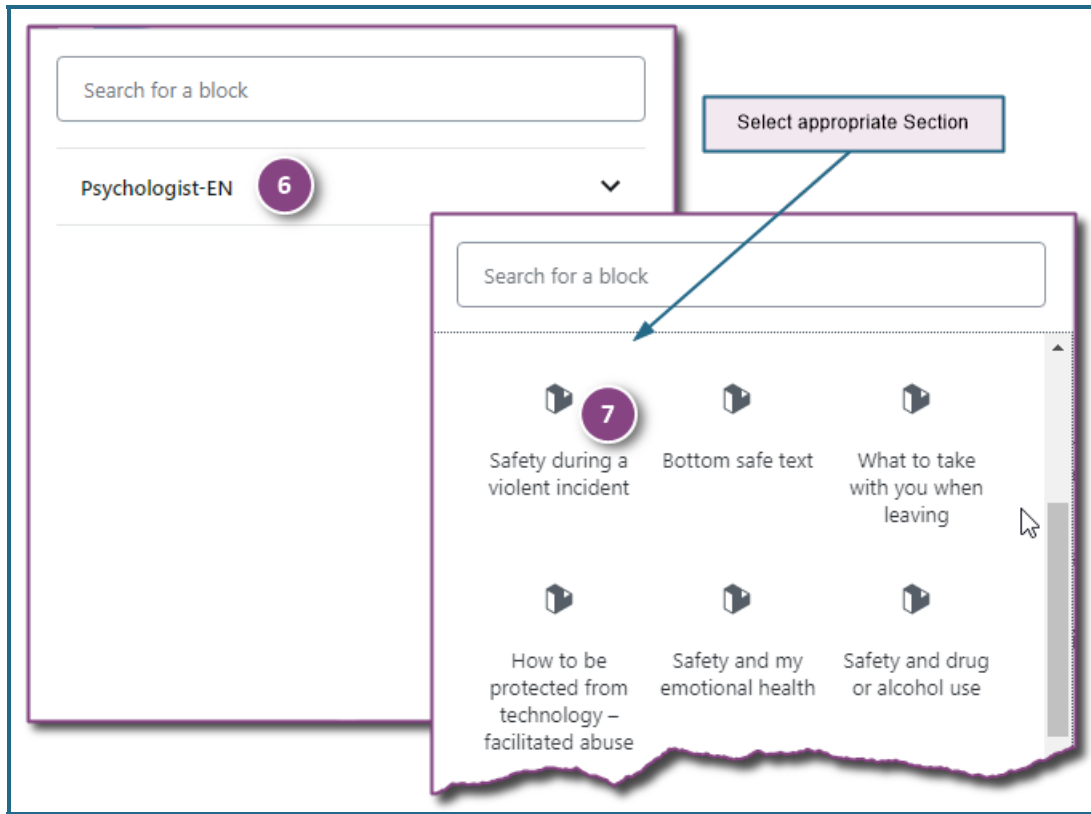 Search for a block
Select appropriate Section
Psychologist-EN 6
Search for a block
7
Safety during a
violent incident
Bottom safe text
What to take
with you when
leaving
How to be
protected from
technology –
facilitated abuse
Safety and my
emotional health
Safety and drug
or alcohol use